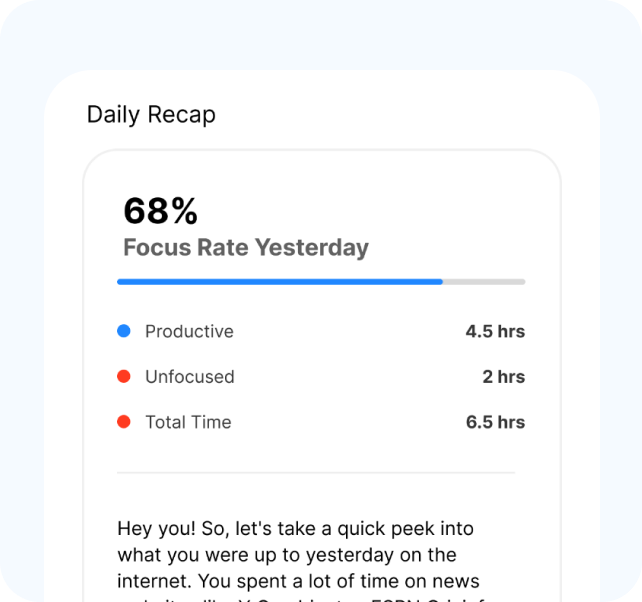 Daily Recap
68%
Focus Rate Yesterday
Productive 4.5 hrs
Unfocused 2 hrs
Total Time 6.5 hrs
Hey you! So, let's take a quick peek into
what you were up to yesterday on the
internet. You spent a lot of time on news